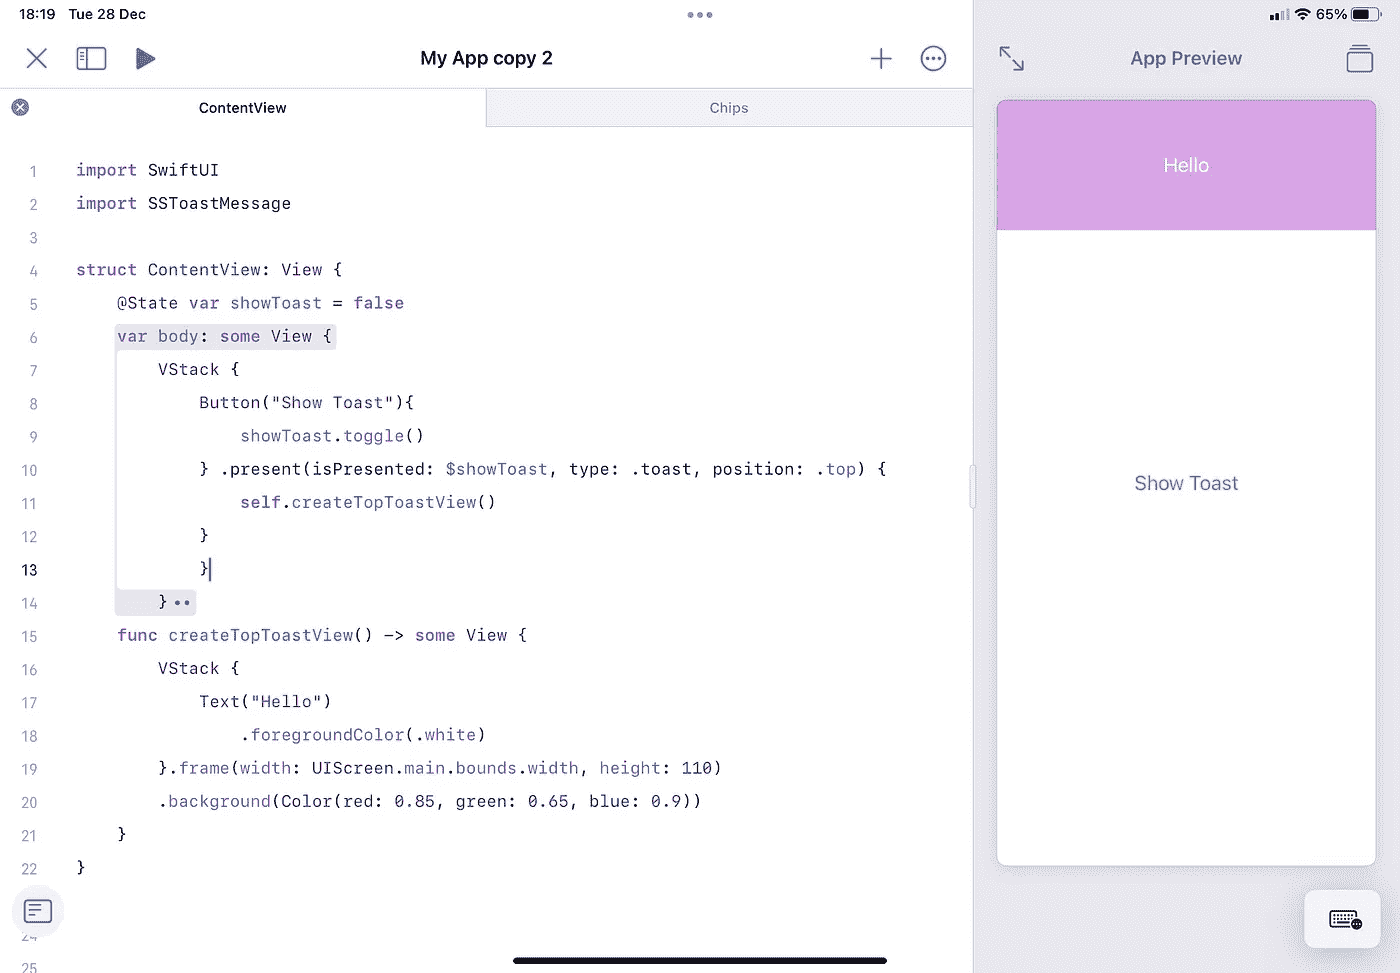 18:19 Tue 28 Dec
65%
My App copy 2
App Preview
ContentView
Chips
1 import SwiftUI
2 import SSToastMessage
3
4 struct ContentView: View {
5 @State var showToast = false
6 var body: some View {
7 VStack {
8 Button("Show Toast"){
9 showToast.toggle()
10 } .present(isPresented: $showToast, type: .toast, position: .top) {
11 self.createTopToastView()
12 }
13 }
14 }
15 func createTopToastView() -> some View {
16 VStack {
17 Text("Hello")
18 .foregroundColor(.white)
19 }.frame(width: UIScreen.main.bounds.width, height: 110)
20 .background(Color(red: 0.85, green: 0.65, blue: 0.9))
21 }
22 }
24
25
Hello
Show Toast